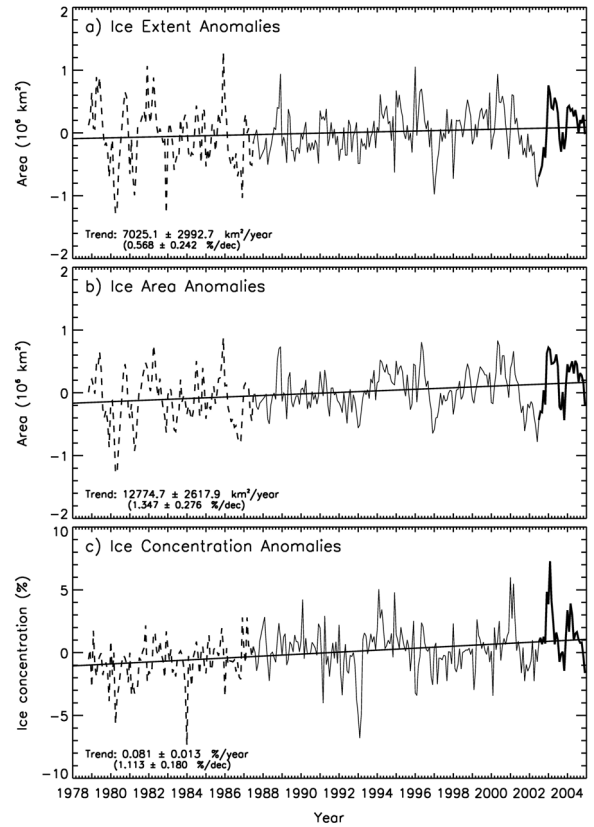 2
a) Ice Extent Anomalies
1
0
-1
-2
Area (10⁶ km²)
Trend: 7025.1 ± 2992.7 km²/year
(0.568 ± 0.242 %/dec)
2
b) Ice Area Anomalies
1
0
-1
-2
Area (10⁶ km²)
Trend: 12774.7 ± 2617.9 km²/year
(1.347 ± 0.276 %/dec)
10
c) Ice Concentration Anomalies
5
0
-5
-10
Ice concentration (%)
Trend: 0.081 ± 0.013 %/year
(1.113 ± 0.180 %/dec)
1978 1980 1982 1984 1986 1988 1990 1992 1994 1996 1998 2000 2002 2004
Year